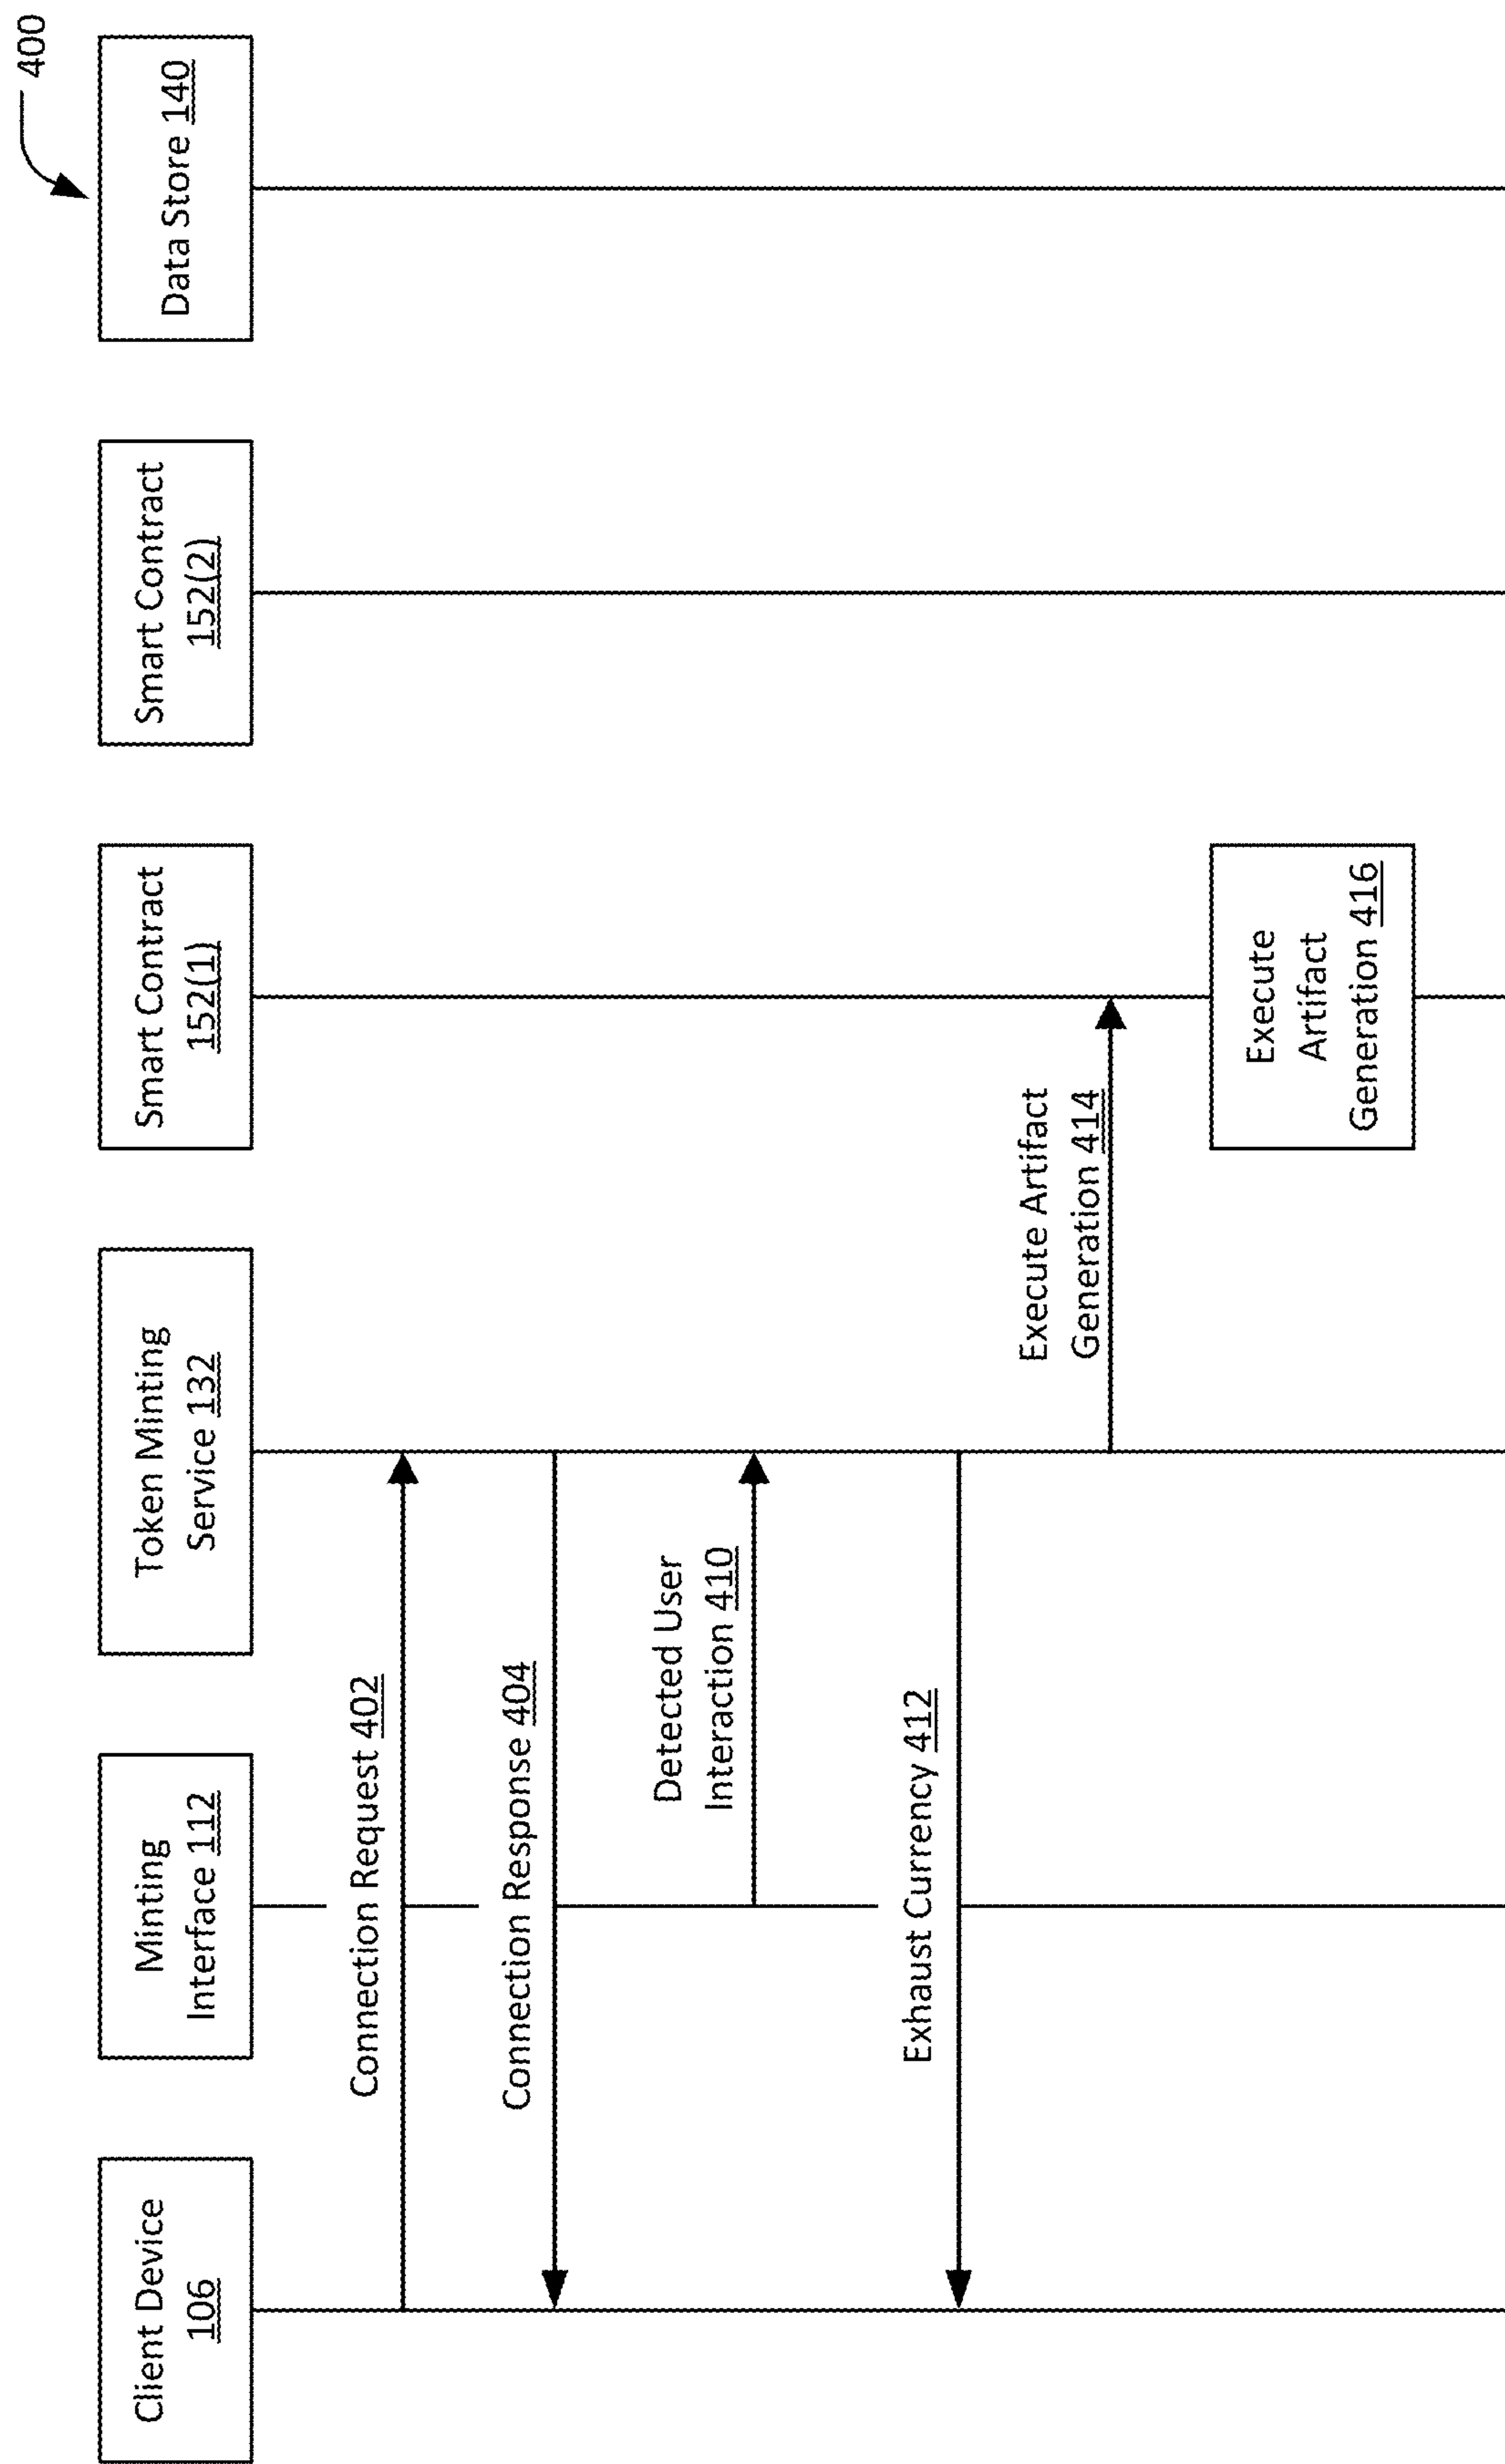 400
Client Device
106
Minting
Interface 112
Token Minting
Service 132
Smart Contract
152(1)
Smart Contract
152(2)
Data Store 140
Connection Request 402
Connection Response 404
Detected User
Interaction 410
Exhaust Currency 412
Execute Artifact
Generation 414
Execute
Artifact
Generation 416